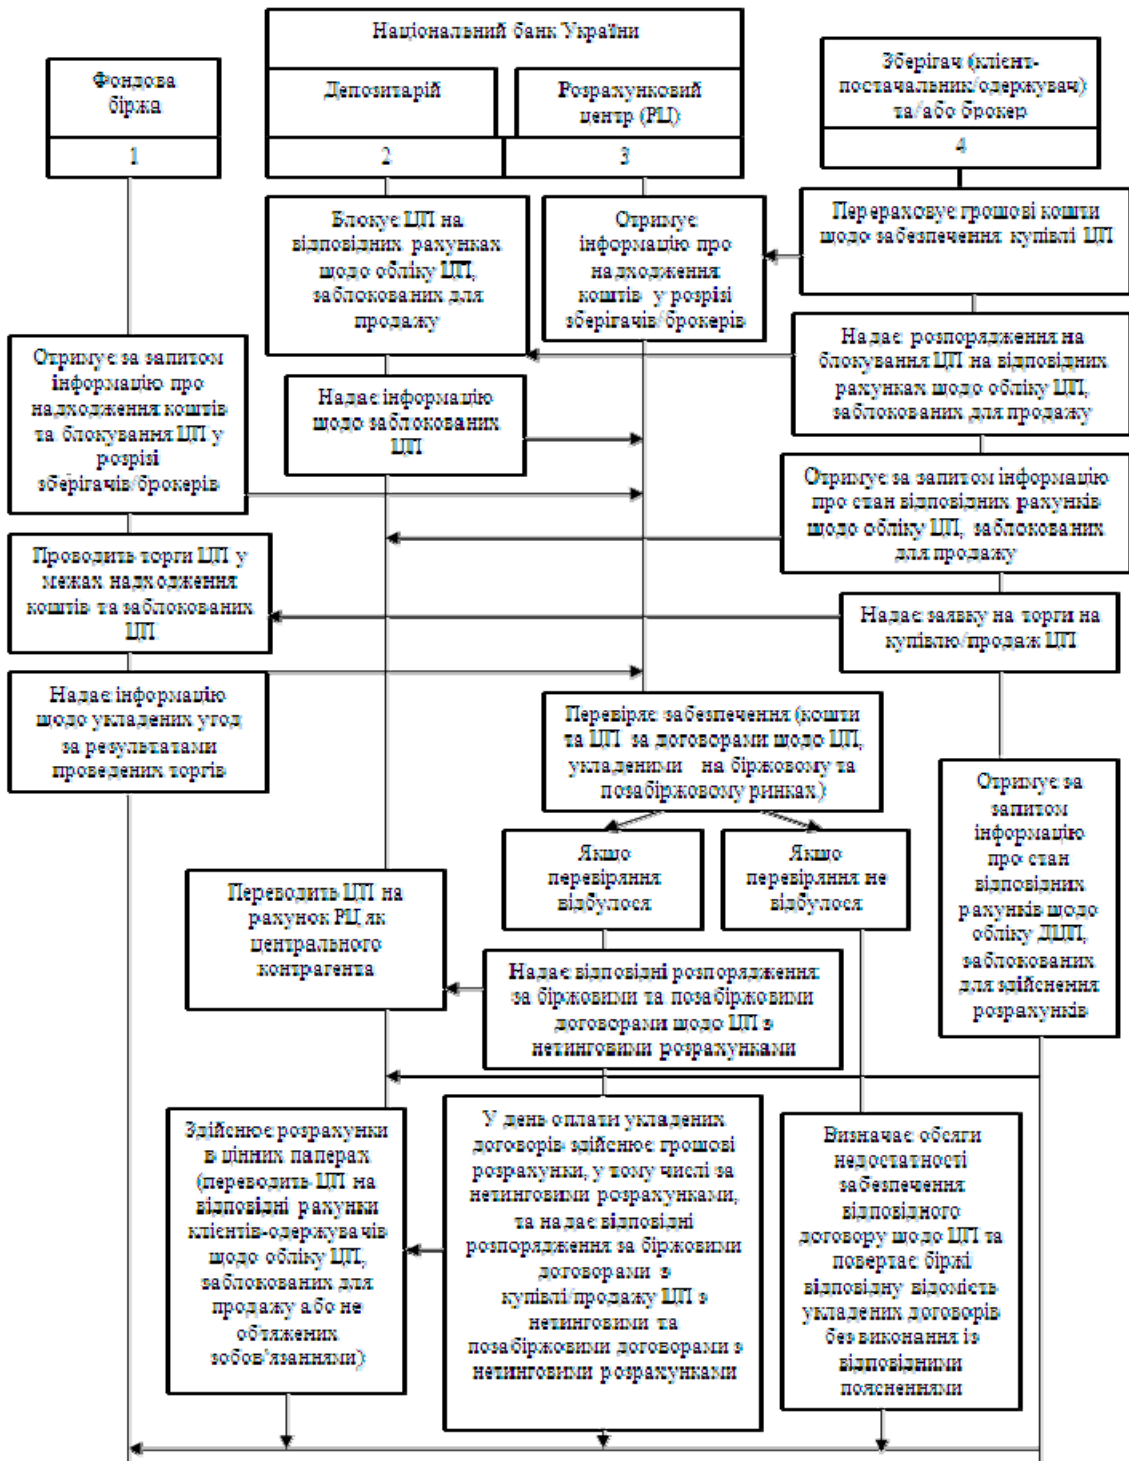 Національний банк України
Фондова
біржа
Депозитарій
Розрахунковий
центр (РЦ)
Зберігач (клієнт-
постачальник/одержувач)
та/або брокер
1
2
3
4
Блокує ЦП на
відповідних рахунках
щодо обліку ЦП,
заблокованих для
продажу
Отримує
інформацію про
надходження
коштів у розрізі
зберігачів/брокерів
Перераховує грошові кошти
щодо забезпечення купівлі ЦП
Отримує за запитом
інформацію про
надходження коштів
та блокування ЦП у
розрізі
зберігачів/брокерів
Надає інформацію
щодо заблокованих
ЦП
Надає розпорядження на
блокування ЦП на відповідних
рахунках щодо обліку ЦП,
заблокованих для продажу
Отримує за запитом інформацію
про стан відповідних рахунків
щодо обліку ЦП, заблокованих
для продажу
Проводить торги ЦП у
межах надходження
коштів та заблокованих
ЦП
Надає заявку на торги на
купівлю/продаж ЦП
Надає інформацію
щодо укладених угод
за результатами
проведених торгів
Перевіряє забезпечення (кошти
та ЦП за договорами щодо ЦП,
укладеними на біржовому та
позабіржовому ринках)
Якщо
перевіряння
відбулося
Якщо
перевіряння не
відбулося
Отримує за
запитом
інформацію
про стан
відповідних
рахунків щодо
обліку ДЦП,
заблокованих
для здійснення
розрахунків
Переводить ЦП на
рахунок РЦ як
центрального
контрагента
Надає відповідні розпорядження
за біржовими та позабіржовими
договорами щодо ЦП з
нетинговими розрахунками
Здійснює розрахунки
в цінних паперах
(переводить ЦП на
відповідні рахунки
клієнтів-одержувачів
щодо обліку ЦП,
заблокованих для
продажу або не
обтяжених
зобов'язаннями)
У день оплати укладених
договорів здійснює грошові
розрахунки, у тому числі за
нетинговими розрахунками,
та надає відповідні
розпорядження за біржовими
договорами з
купівлі/продажу ЦП з
нетинговими та
позабіржовими договорами з
нетинговими розрахунками
Визначає обсяги
недостатності
забезпечення
відповідного
договору щодо ЦП та
повертає біржі
відповідну відомість
укладених договорів
без виконання із
відповідними
поясненнями